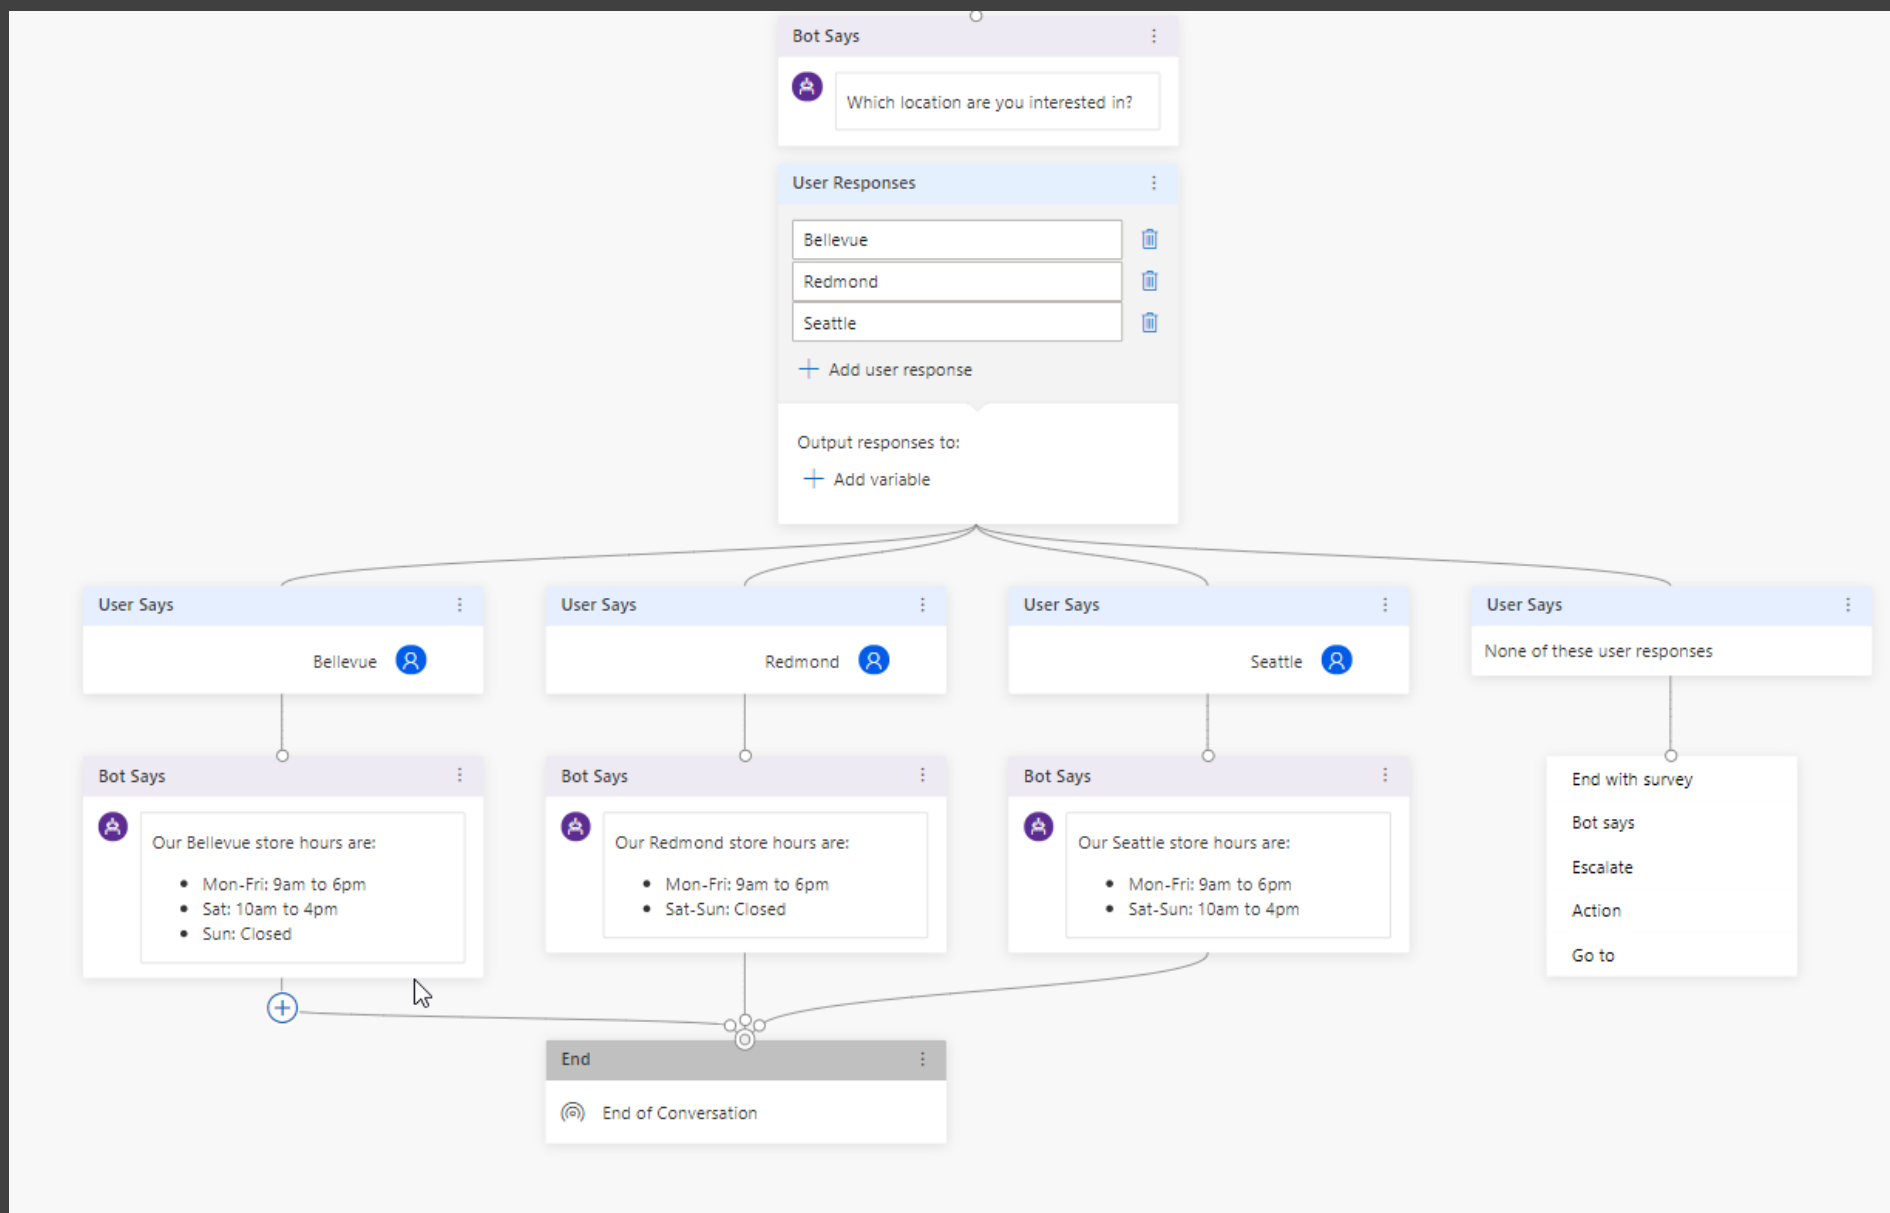 Bot Says
Which location are you interested in?
User Responses
Bellevue
Redmond
Seattle
Add user response
Output responses to:
Add variable
User Says
Bellevue
User Says
Redmond
User Says
Seattle
User Says
None of these user responses
Bot Says
Our Bellevue store hours are:
• Mon-Fri: 9am to 6pm
• Sat: 10am to 4pm
• Sun: Closed
Bot Says
Our Redmond store hours are:
• Mon-Fri: 9am to 6pm
• Sat-Sun: Closed
Bot Says
Our Seattle store hours are:
• Mon-Fri: 9am to 6pm
• Sat-Sun: 10am to 4pm
End with survey
Bot says
Escalate
Action
Go to
End
End of Conversation